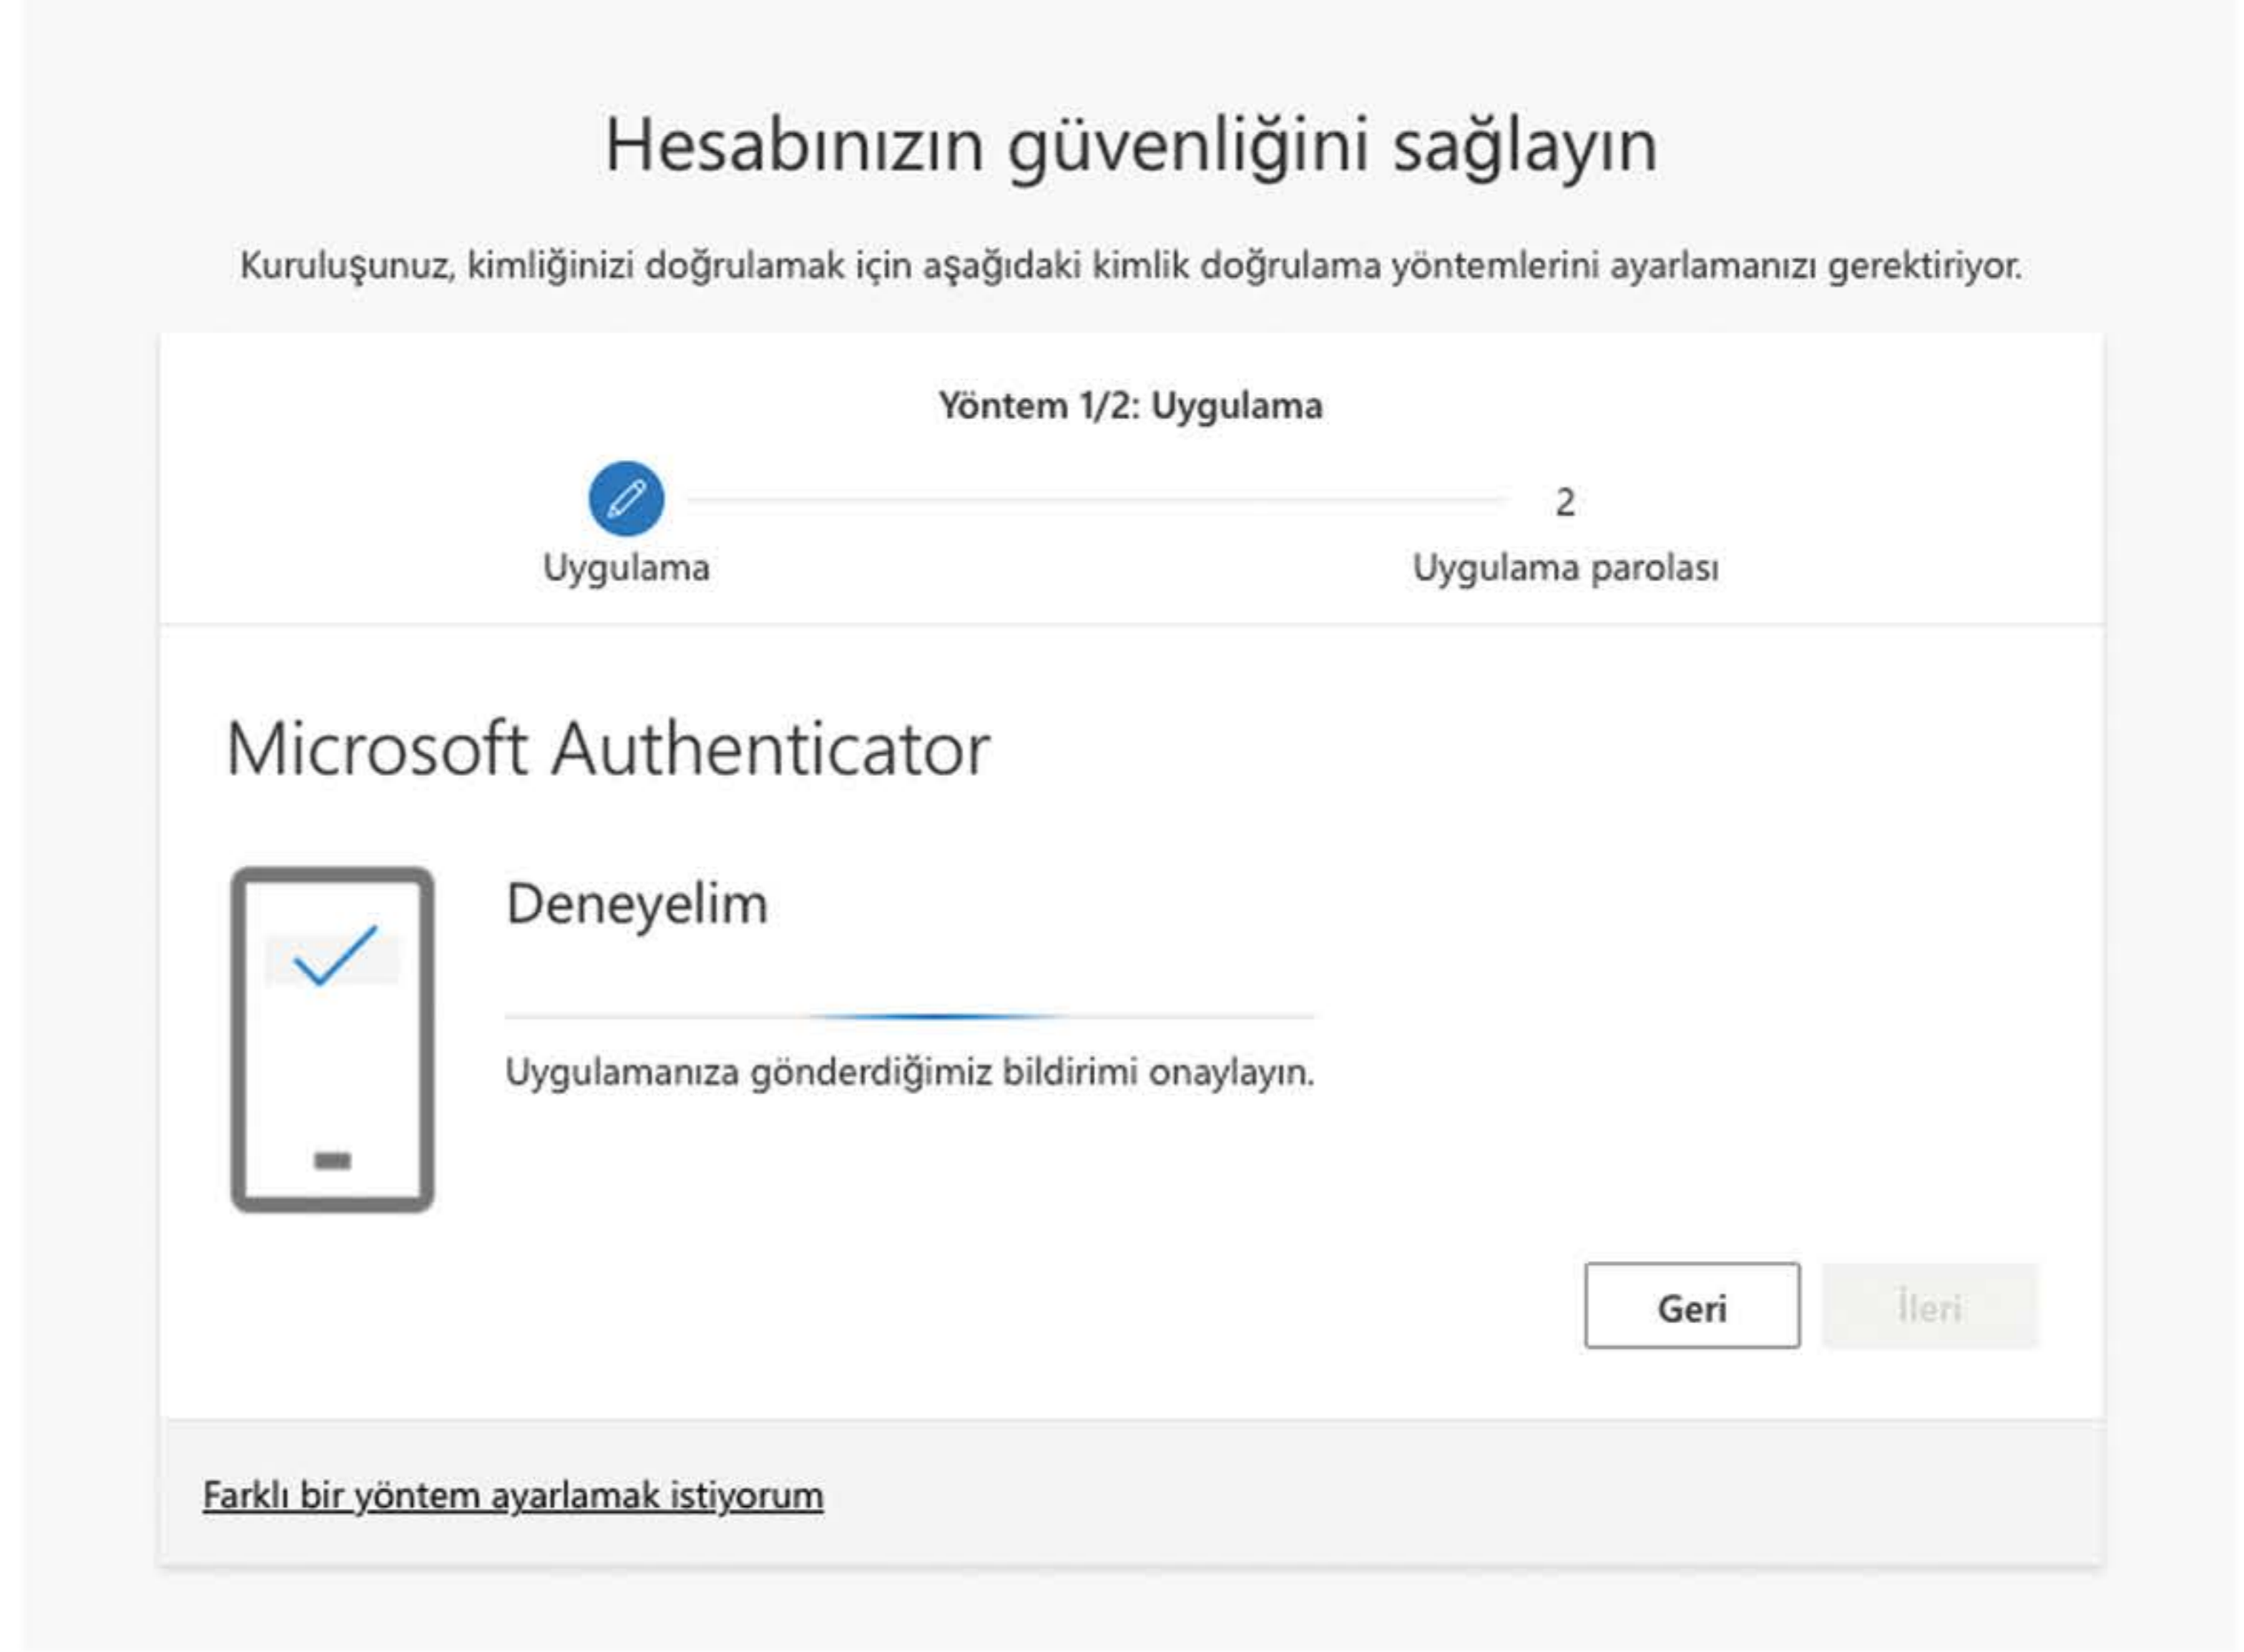 Hesabınızın güvenliğini sağlayın
Kuruluşunuz, kimliğinizi doğrulamak için aşağıdaki kimlik doğrulama yöntemlerini ayarlamanızı gerektiriyor.
Yöntem 1/2: Uygulama
2
Uygulama
Uygulama parolası
Microsoft Authenticator
Deneyelim
Uygulamanıza gönderdiğimiz bildirimi onaylayın.
Geri
İleri
Farklı bir yöntem ayarlamak istiyorum